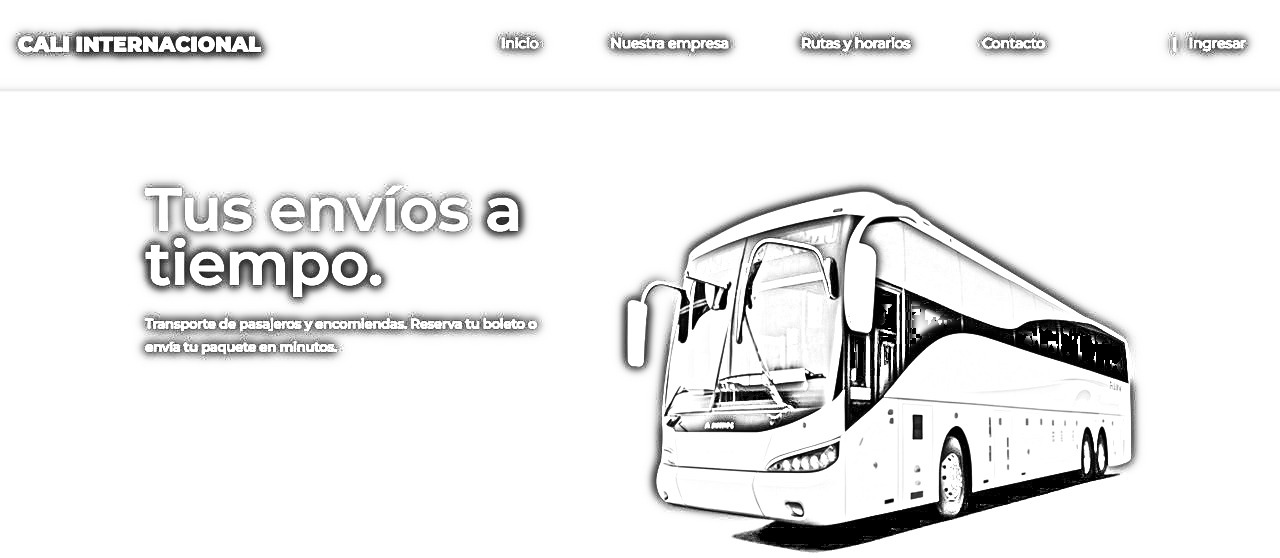 CALI INTERNACIONAL
Inicio
Nuestra empresa
Rutas y horarios
Contacto
| Ingresar
Tus envíos a
tiempo.
Transporte de pasajeros y encomiendas. Reserva tu boleto o
envía tu paquete en minutos.